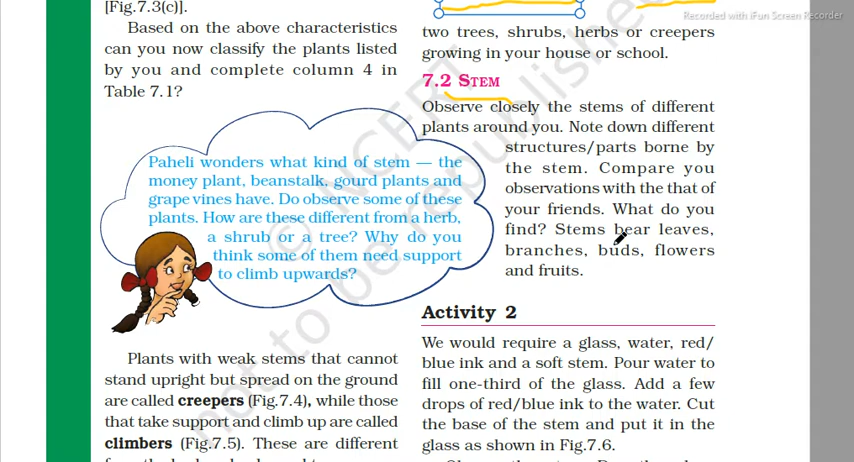 [Fig.7.3(c)].
Based on the above characteristics
can you now classify the plants listed
by you and complete column 4 in
Table 7.1?
Paheli wonders what kind of stem — the
money plant, beanstalk, gourd plants and
grape vines have. Do observe some of these
plants. How are these different from a herb,
a shrub or a tree? Why do you
think some of them need support
to climb upwards?
Plants with weak stems that cannot
stand upright but spread on the ground
are called creepers (Fig.7.4), while those
that take support and climb up are called
climbers (Fig.7.5). These are different
Recorded with iFun Screen Recorder
two trees, shrubs, herbs or creepers
growing in your house or school.
7.2 STEM
Observe closely the stems of different
plants around you. Note down different
structures/parts borne by
the stem. Compare you
observations with the that of
your friends. What do you
find? Stems bear leaves,
branches, buds, flowers
and fruits.
Activity 2
We would require a glass, water, red/
blue ink and a soft stem. Pour water to
fill one-third of the glass. Add a few
drops of red/blue ink to the water. Cut
the base of the stem and put it in the
glass as shown in Fig.7.6.
© NCERT
not to be republished